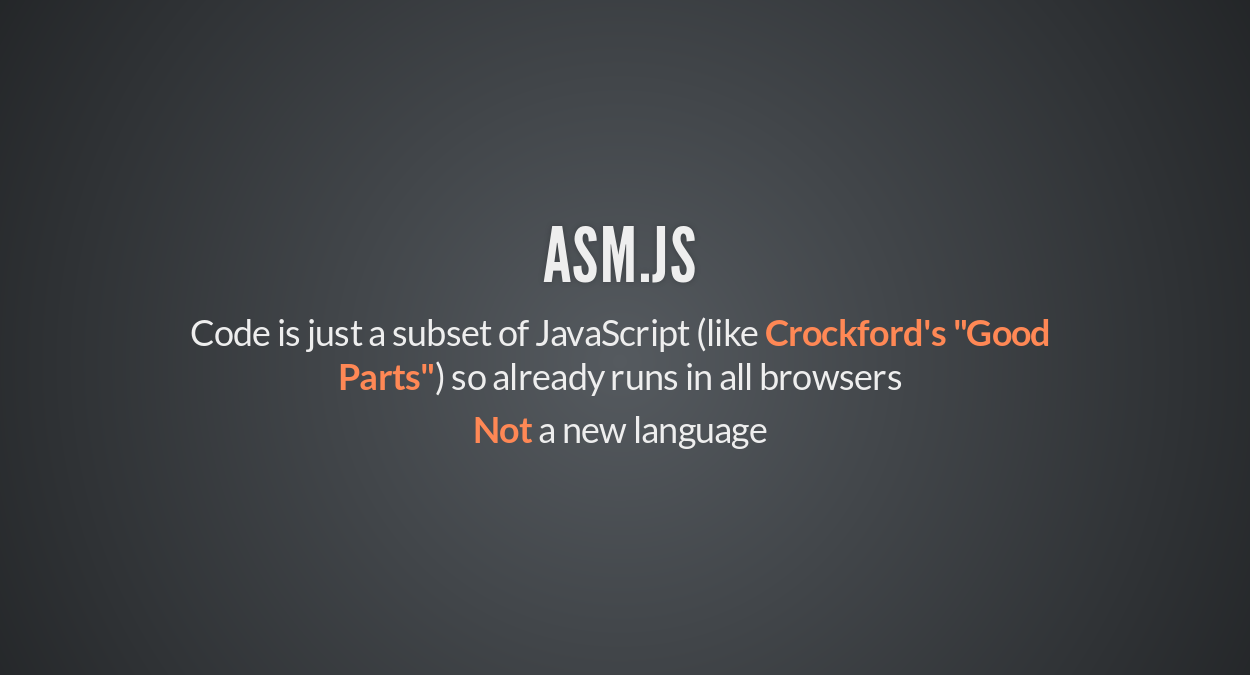 ASM.JS
Code is just a subset of JavaScript (like Crockford's "Good
Parts") so already runs in all browsers
Not a new language